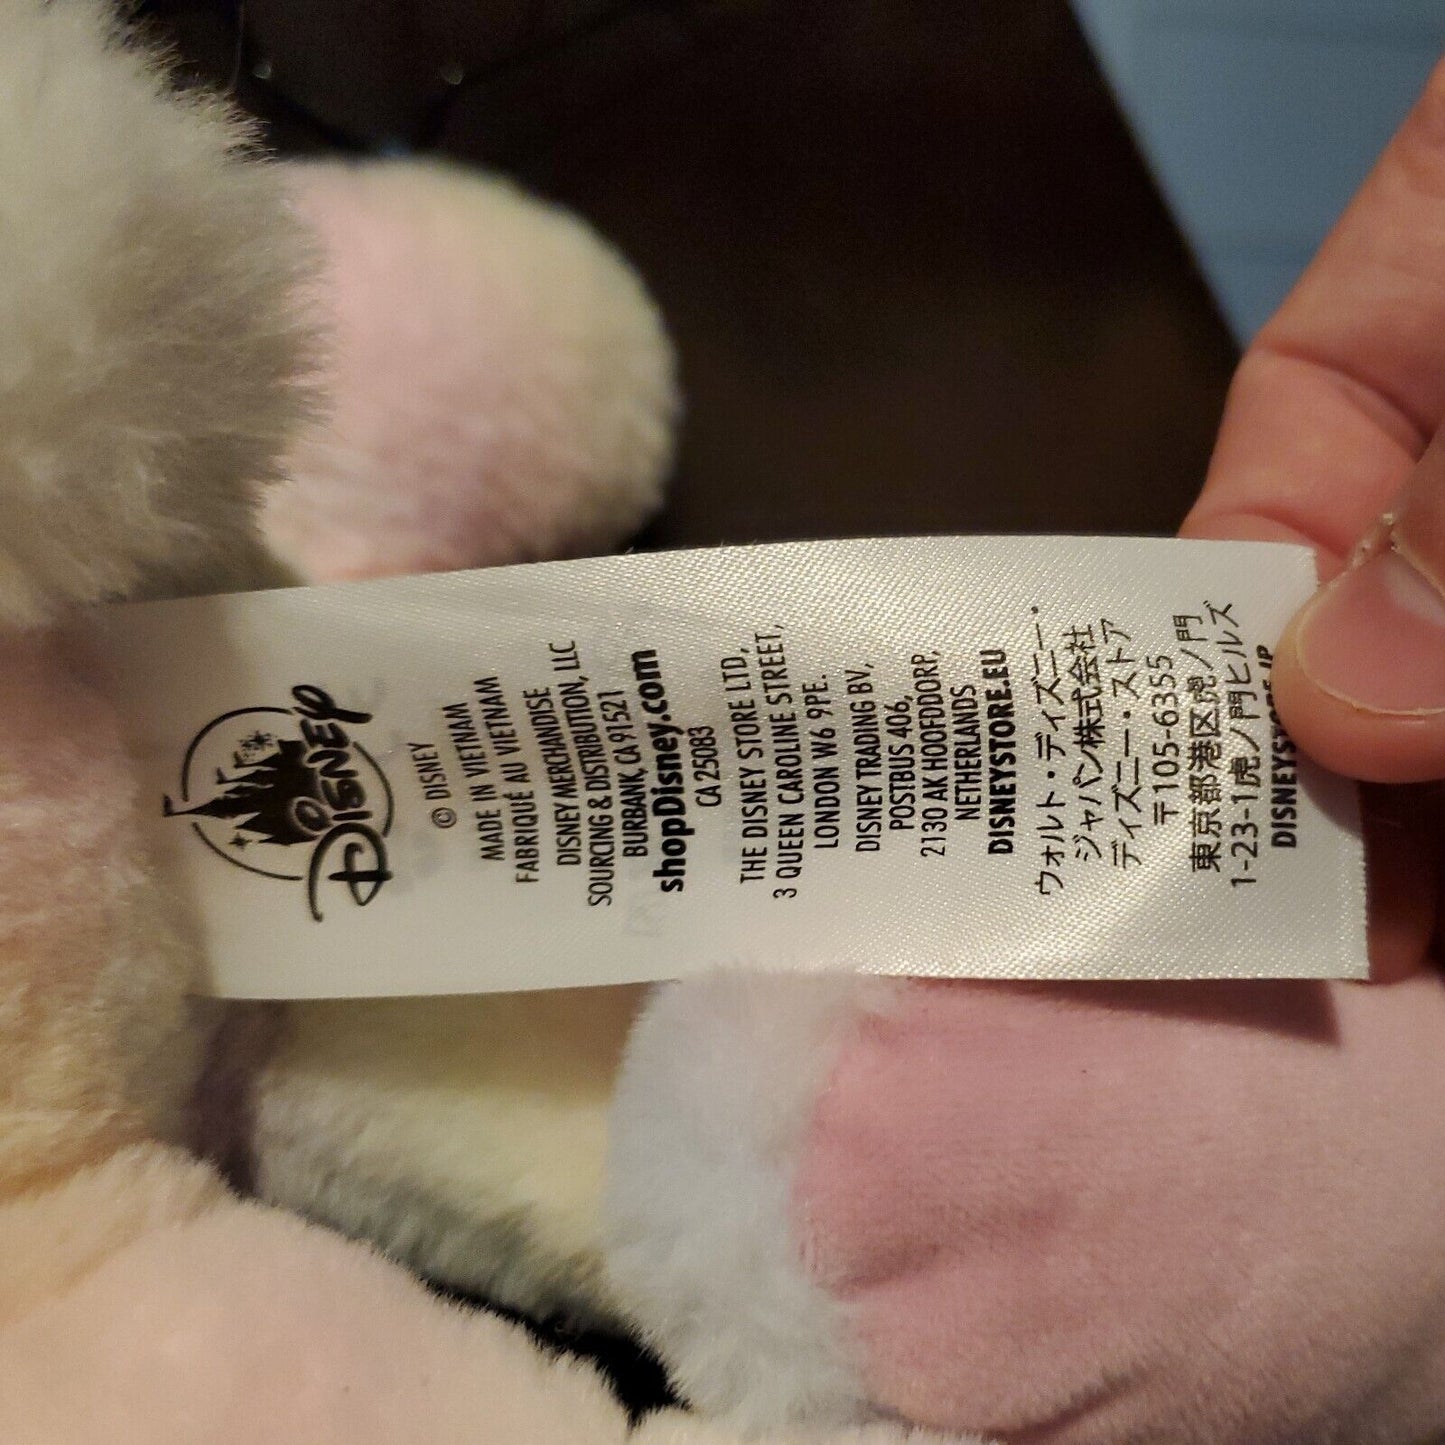 Disney
© DISNEY
MADE IN VIETNAM
FABRIQUÉ AU VIETNAM
DISNEY MERCHANDISE
SOURCING & DISTRIBUTION, LLC
BURBANK, CA 91521
shopDisney.com
CA 25083
THE DISNEY STORE LTD,
3 QUEEN CAROLINE STREET,
LONDON W6 9PE.
DISNEY TRADING BV,
POSTBUS 406,
2130 AK HOOFDDORP,
NETHERLANDS
DISNEYSTORE.EU
ウォルト・ディズニー・
ジャパン株式会社
ディズニー・ストア
〒105-6355
東京都港区虎ノ門
1-23-1虎ノ門ヒルズ